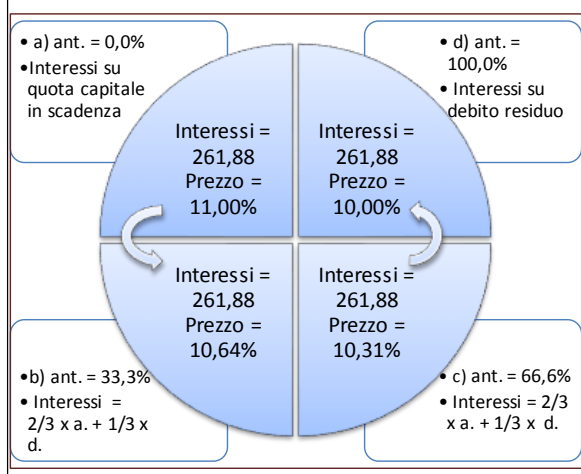 • a) ant. = 0,0%
•Interessi su
quota capitale
in scadenza
• d) ant. =
100,0%
• Interessi su
debito residuo
Interessi =
261,88
Prezzo =
11,00%
Interessi =
261,88
Prezzo =
10,00%
Interessi =
261,88
Prezzo =
10,64%
Interessi =
261,88
Prezzo =
10,31%
•b) ant. = 33,3%
• Interessi =
2/3 x a. + 1/3 x
d.
• c) ant. = 66,6%
• Interessi = 2/3
x a. + 1/3 x d.